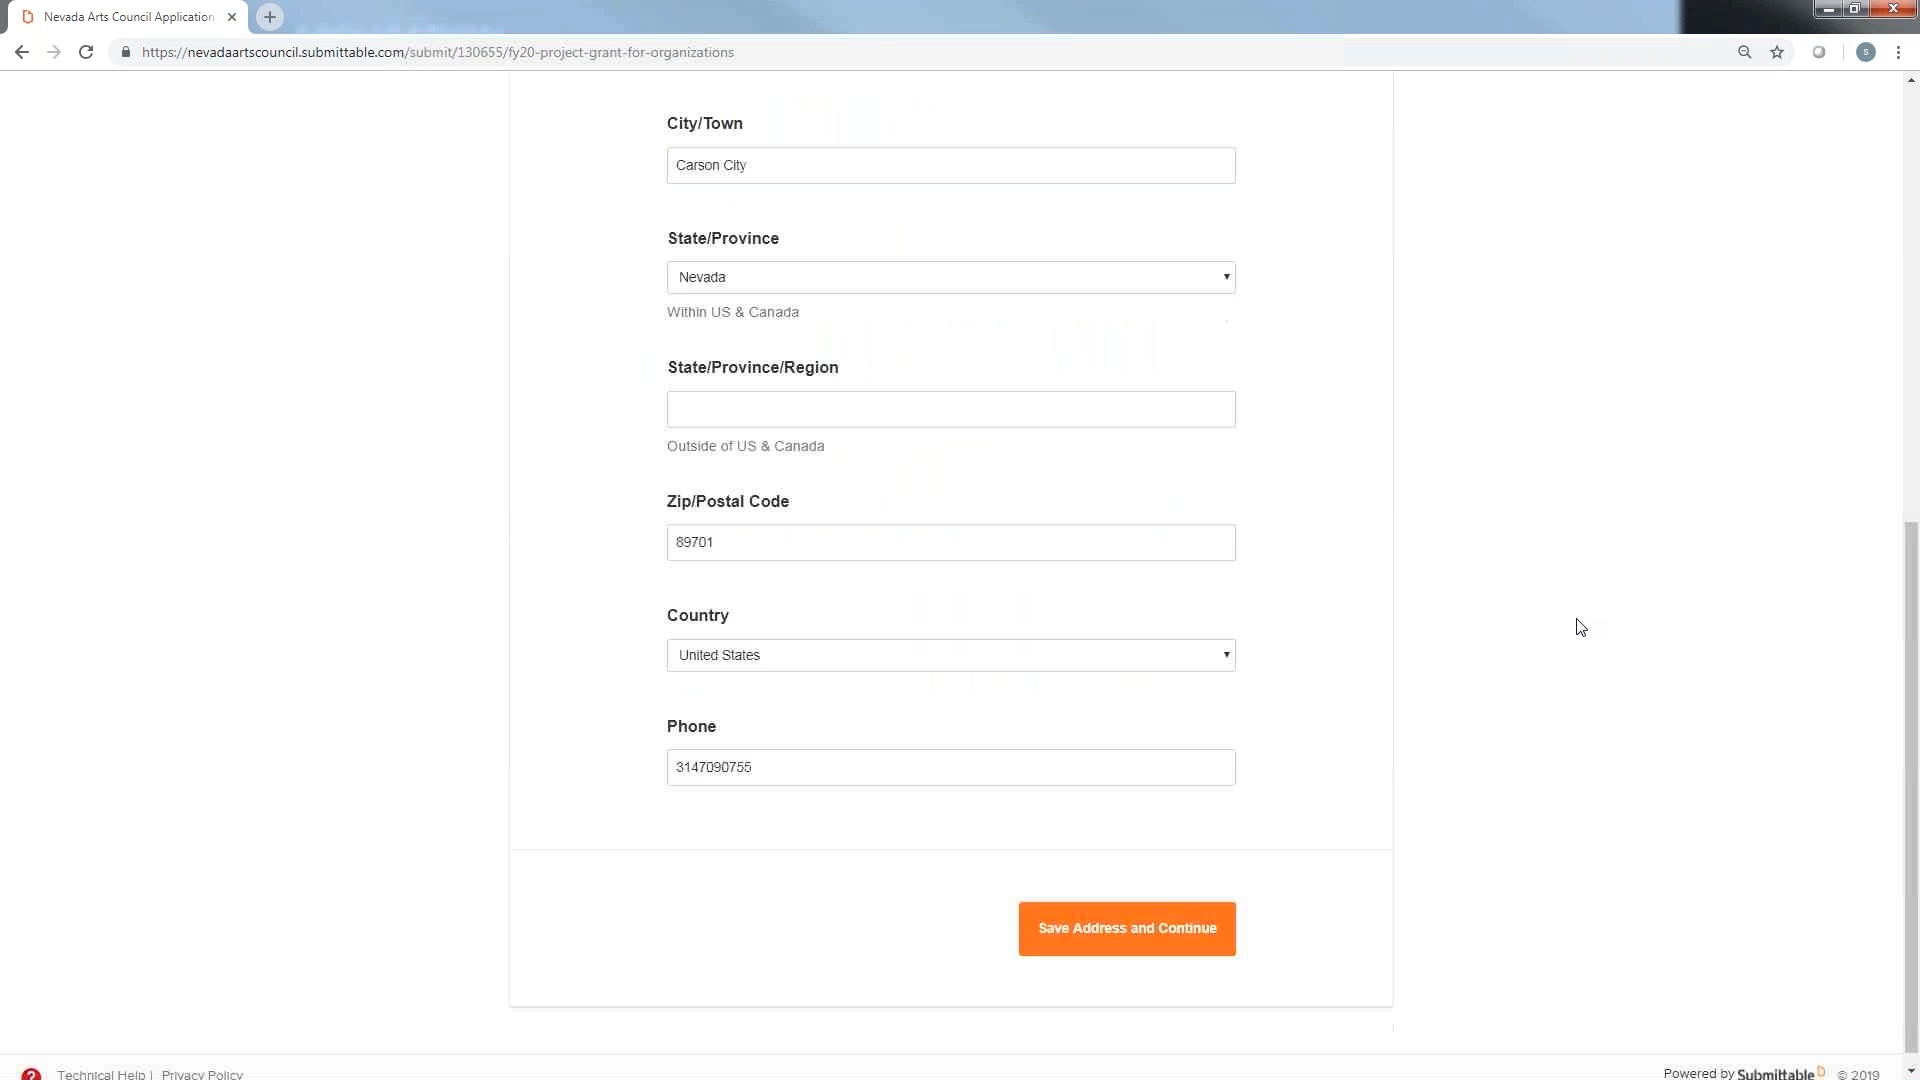 Nevada Arts Council Application
https://nevadaartscouncil.submittable.com/submit/130655/fy20-project-grant-for-organizations
S
City/Town
Carson City
State/Province
Nevada
Within US & Canada
State/Province/Region
Outside of US & Canada
Zip/Postal Code
89701
Country
United States
Phone
3147090755
Save Address and Continue
? Technical Help | Privacy Policy
Powered by Submittable © 2019